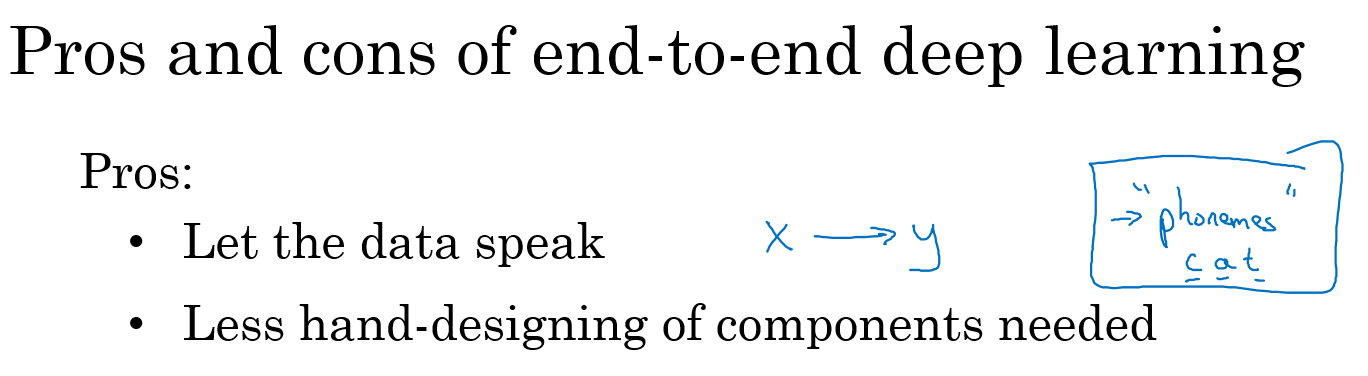 Pros and cons of end-to-end deep learning
Pros:
• Let the data speak
x → y
→ "phonemes"
c a t
• Less hand-designing of components needed